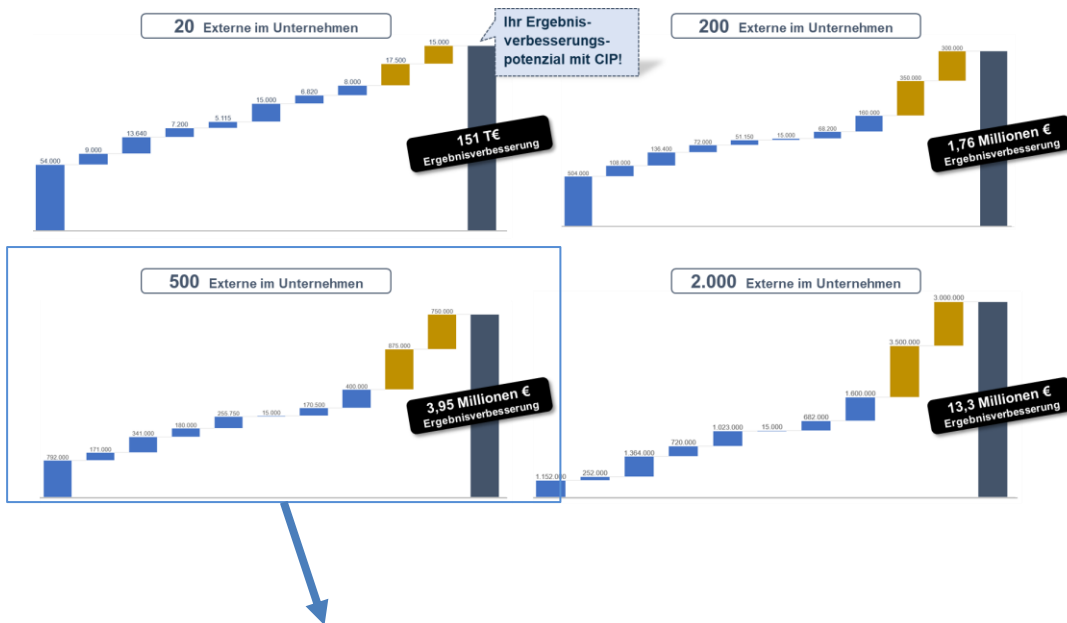 20 Externe im Unternehmen
Ihr Ergebnis-
verbesserungs-
potenzial mit CIP!
54.000
9.000
13.640
7.200
5.115
15.000
6.820
8.000
17.500
15.000
151 T€
Ergebnisverbesserung
200 Externe im Unternehmen
504.000
108.000
136.400
72.000
51.150
15.000
68.200
160.000
350.000
300.000
1,76 Millionen €
Ergebnisverbesserung
500 Externe im Unternehmen
792.000
171.000
341.000
180.000
255.750
15.000
170.500
400.000
875.000
750.000
3,95 Millionen €
Ergebnisverbesserung
2.000 Externe im Unternehmen
1.152.000
252.000
1.364.000
720.000
1.023.000
15.000
682.000
1.600.000
3.500.000
3.000.000
13,3 Millionen €
Ergebnisverbesserung